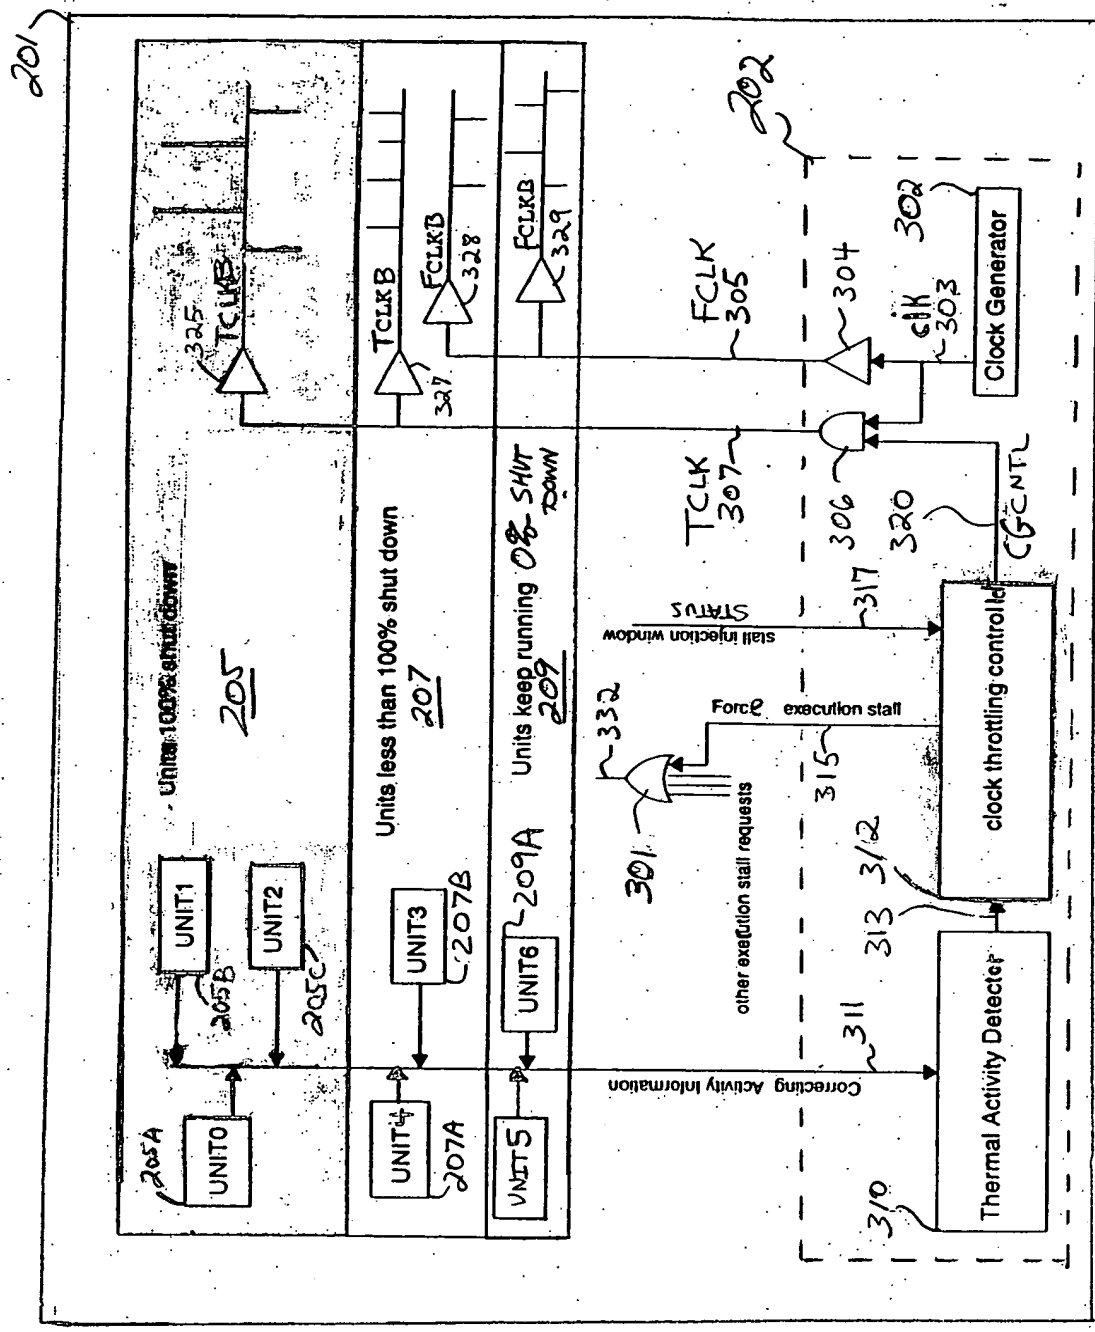 201
Units 100% shut down
205
UNIT1
205B
UNIT2
205C
205A
UNIT0
325
TCLKB
Units less than 100% shut down
207
UNIT3
207B
UNIT4
207A
TCLKB
327
FCLKB
328
Units keep running 0% SHUT DOWN
209
UNIT6
209A
UNIT5
FCLKB
329
332
301
other execution stall requests
Force execution stall
315
stall injection window
STATUS
317
TCLK
307
FCLK
305
202
306
304
clk
303
302
Clock Generator
320
CGCNTL
clock throttling controller
312
313
Correcting Activity Information
311
310
Thermal Activity Detector